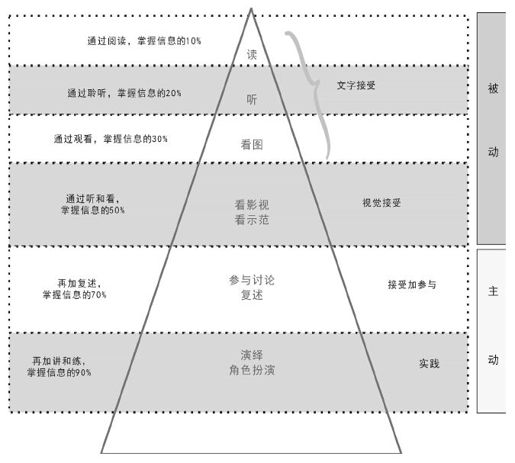 通过阅读，掌握信息的10%
读
通过聆听，掌握信息的20%
听
文字接受
通过观看，掌握信息的30%
看图
被
动
通过听和看，
掌握信息的50%
看影视
看示范
视觉接受
再加复述，
掌握信息的70%
参与讨论
复述
接受加参与
再加讲和练，
掌握信息的90%
演绎
角色扮演
实践
主
动